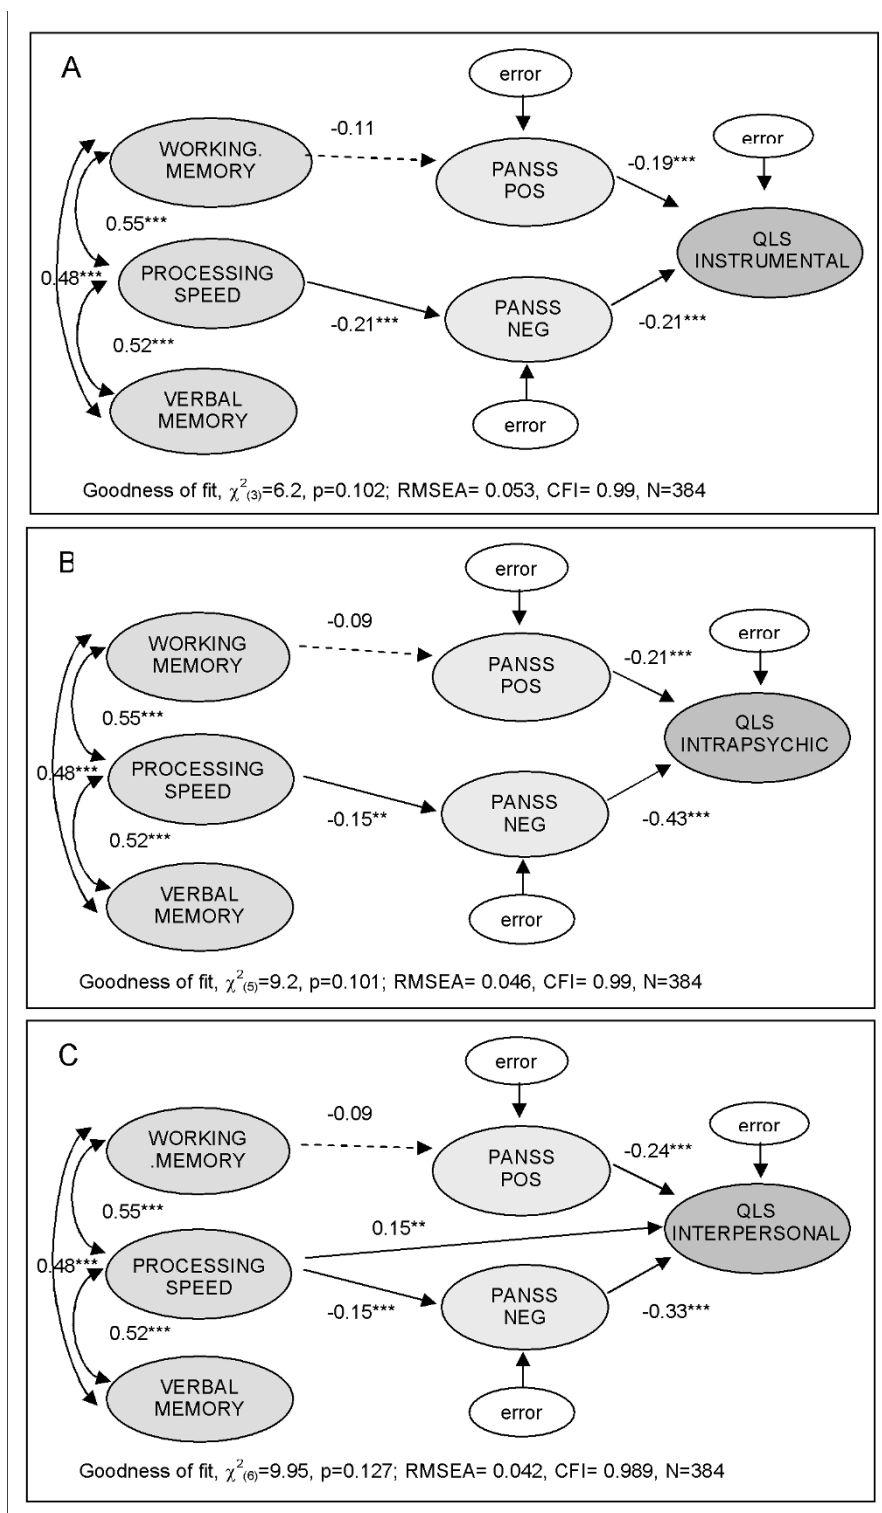 A
error
WORKING.
MEMORY
-0.11
PANSS
POS
-0.19***
error
0.55***
QLS
INSTRUMENTAL
0.48***
PROCESSING
SPEED
-0.21***
PANSS
NEG
-0.21***
0.52***
VERBAL
MEMORY
error
Goodness of fit, χ²₍₃₎=6.2, p=0.102; RMSEA= 0.053, CFI= 0.99, N=384
B
error
WORKING
MEMORY
-0.09
PANSS
POS
-0.21***
error
0.55***
QLS
INTRAPSYCHIC
0.48***
PROCESSING
SPEED
-0.15**
PANSS
NEG
-0.43***
0.52***
VERBAL
MEMORY
error
Goodness of fit, χ²₍₅₎=9.2, p=0.101; RMSEA= 0.046, CFI= 0.99, N=384
C
error
WORKING
.MEMORY
-0.09
PANSS
POS
-0.24***
error
0.55***
0.15**
QLS
INTERPERSONAL
0.48***
PROCESSING
SPEED
-0.15***
PANSS
NEG
-0.33***
0.52***
VERBAL
MEMORY
error
Goodness of fit, χ²₍₆₎=9.95, p=0.127; RMSEA= 0.042, CFI= 0.989, N=384